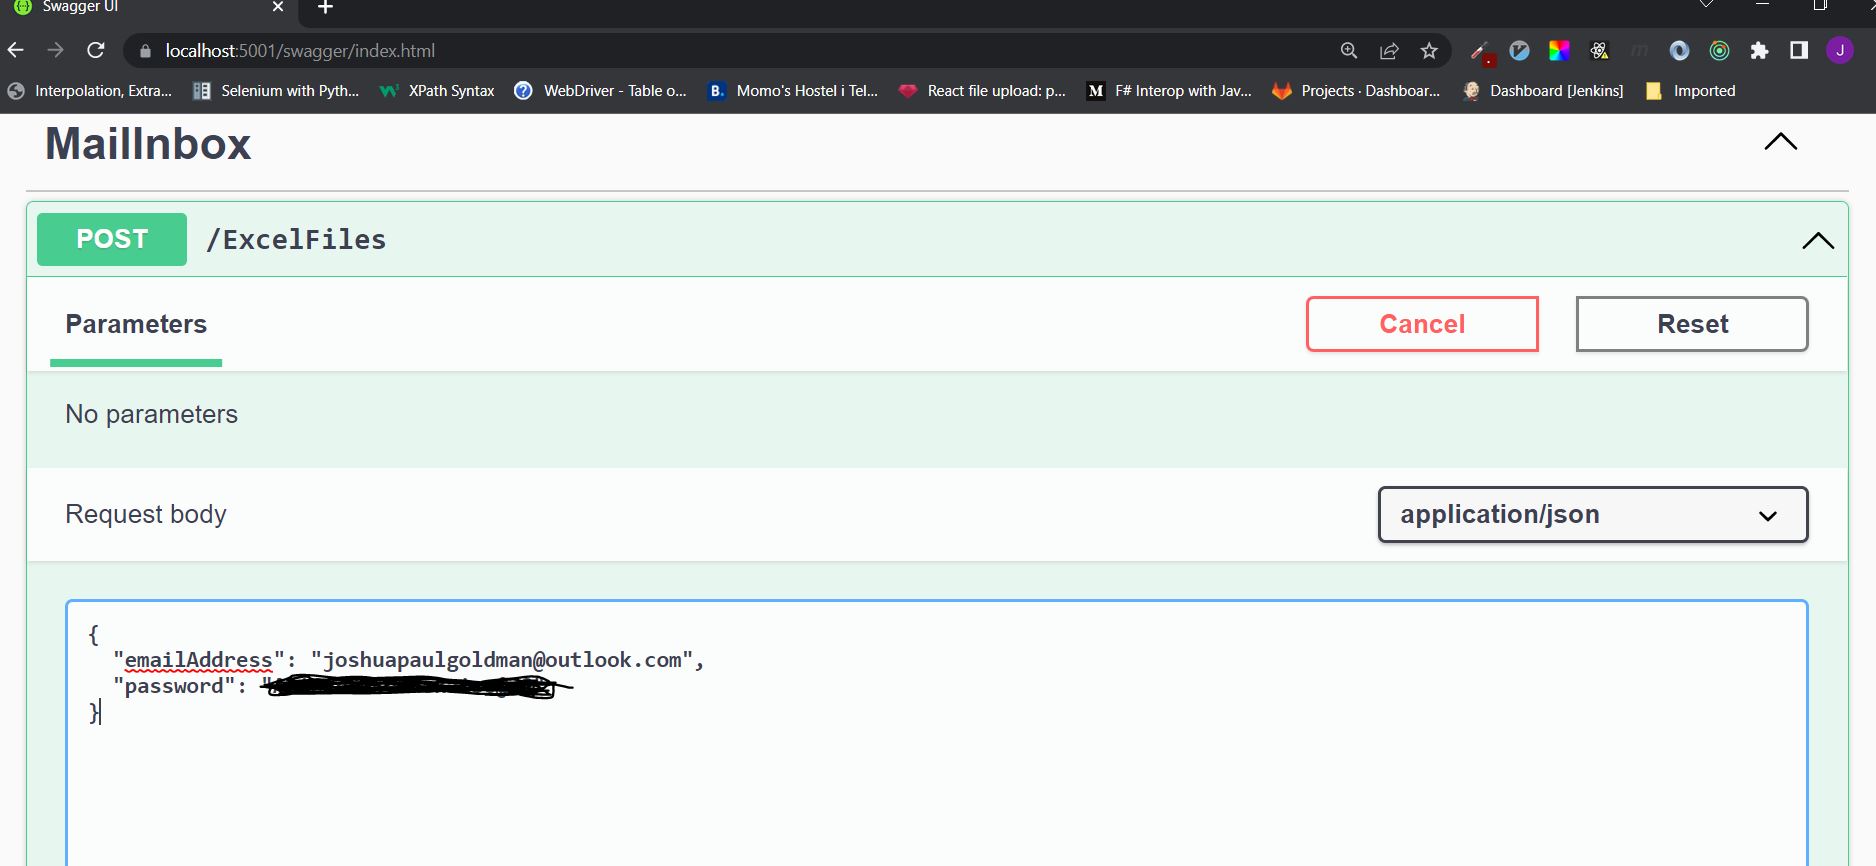 Swagger UI
localhost:5001/swagger/index.html
J
Interpolation, Extra... Selenium with Pyth... XPath Syntax WebDriver - Table o... B. Momo's Hostel i Tel... React file upload: p... M F# Interop with Jav... Projects · Dashboar... Dashboard [Jenkins] Imported
MailInbox
POST /ExcelFiles
Parameters Cancel Reset
No parameters
Request body application/json
{
"emailAddress": "joshuapaulgoldman@outlook.com",
"password": "
}